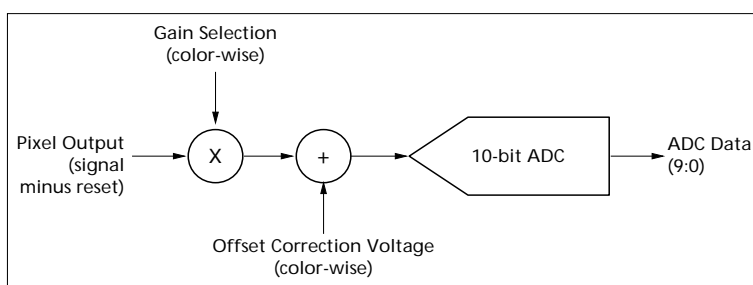 Gain Selection
(color-wise)
Pixel Output
(signal
minus reset)
X
+
10-bit ADC
ADC Data
(9:0)
Offset Correction Voltage
(color-wise)